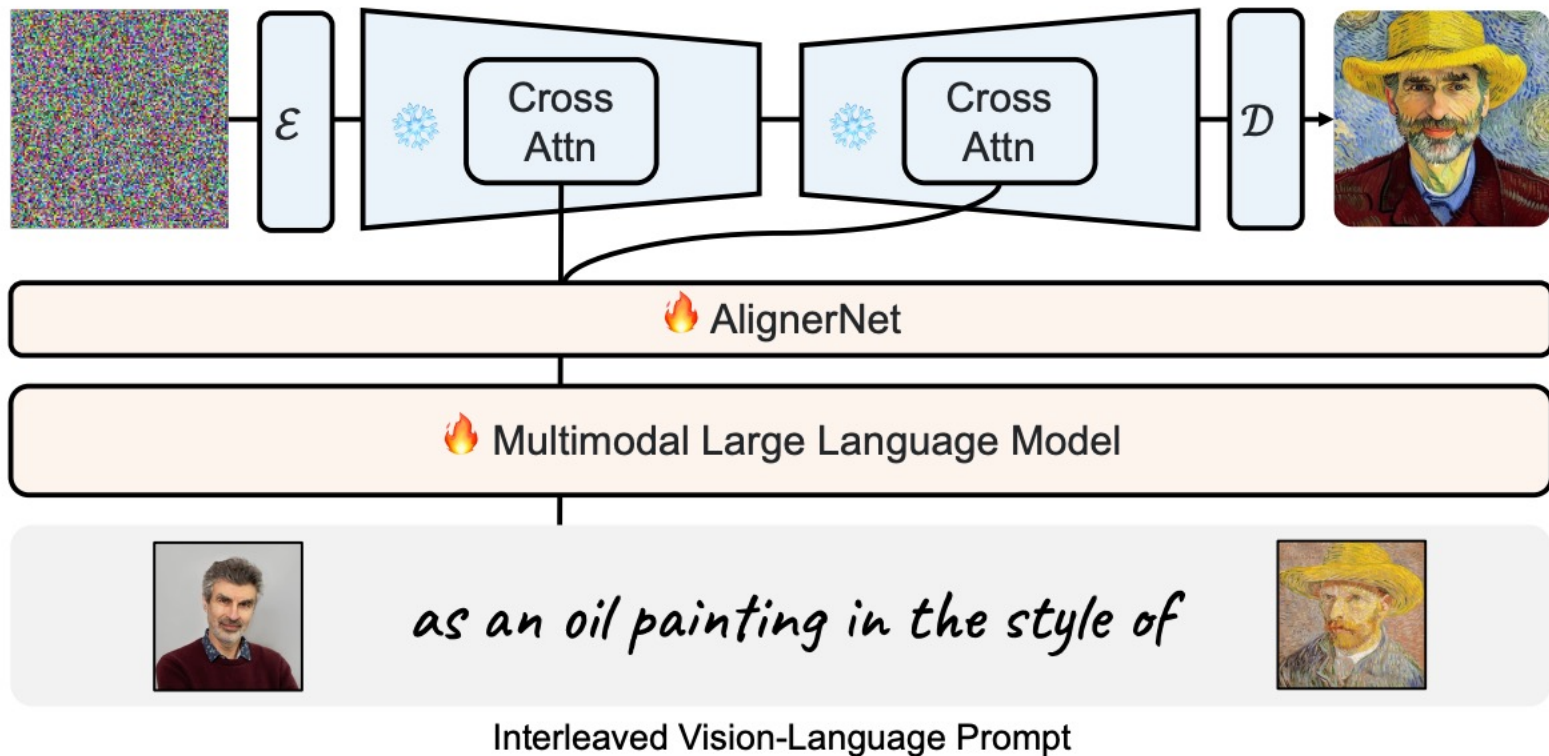 ℰ
Cross
Attn
Cross
Attn
𝒟
AlignerNet
Multimodal Large Language Model
as an oil painting in the style of
Interleaved Vision-Language Prompt